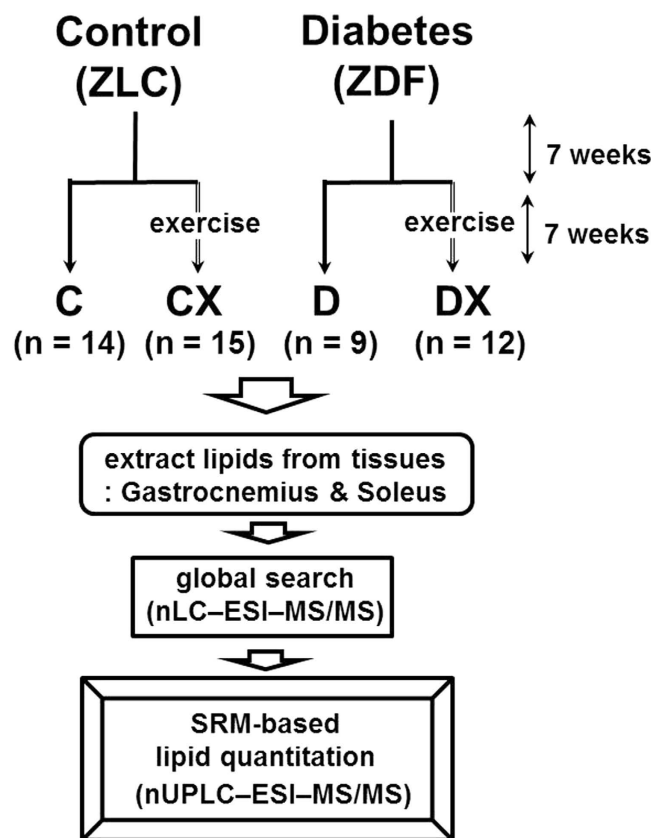 Control
(ZLC)
Diabetes
(ZDF)
7 weeks
exercise
exercise
7 weeks
C
(n = 14)
CX
(n = 15)
D
(n = 9)
DX
(n = 12)
extract lipids from tissues
: Gastrocnemius & Soleus
global search
(nLC–ESI–MS/MS)
SRM-based
lipid quantitation
(nUPLC–ESI–MS/MS)